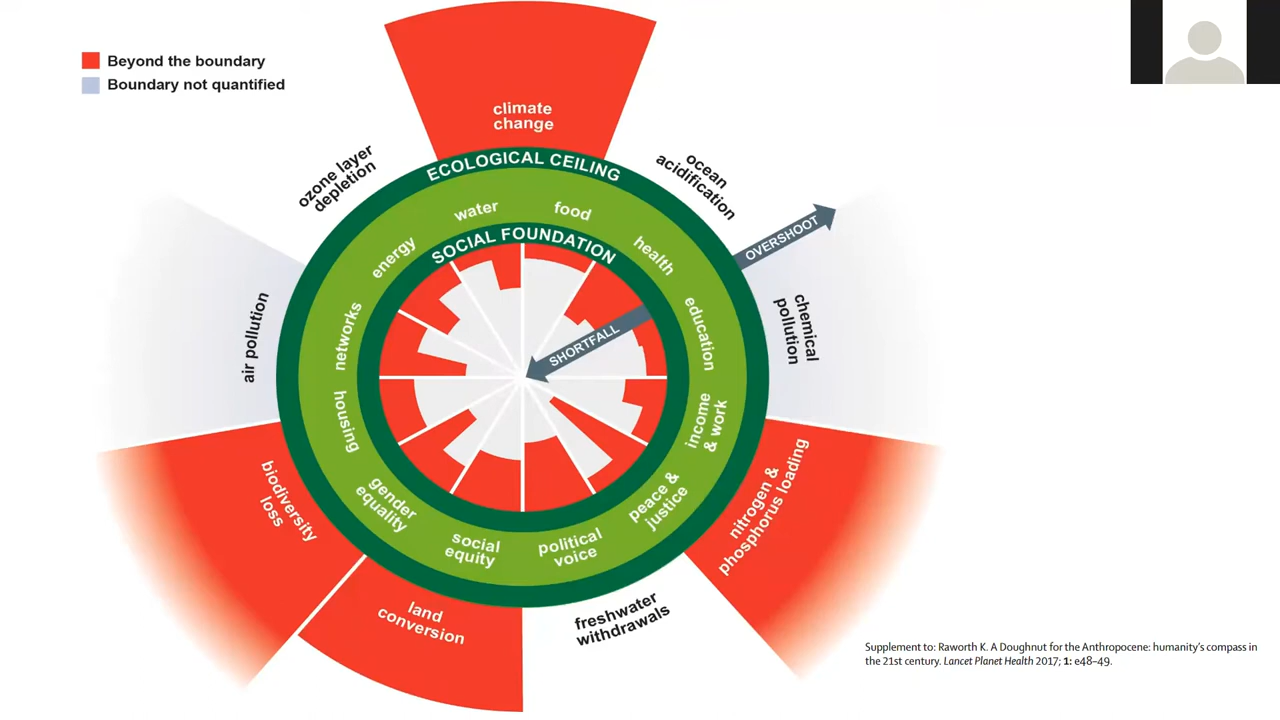 Beyond the boundary
Boundary not quantified
climate
change
ozone layer
depletion
ocean
acidification
ECOLOGICAL CEILING
OVERSHOOT
water
food
energy
health
SOCIAL FOUNDATION
air pollution
networks
SHORTFALL
education
chemical
pollution
housing
income
& work
biodiversity
loss
gender
equality
peace &
justice
nitrogen &
phosphorus loading
social
equity
political
voice
land
conversion
freshwater
withdrawals
Supplement to: Raworth K. A Doughnut for the Anthropocene: humanity's compass in
the 21st century. Lancet Planet Health 2017; 1: e48–49.